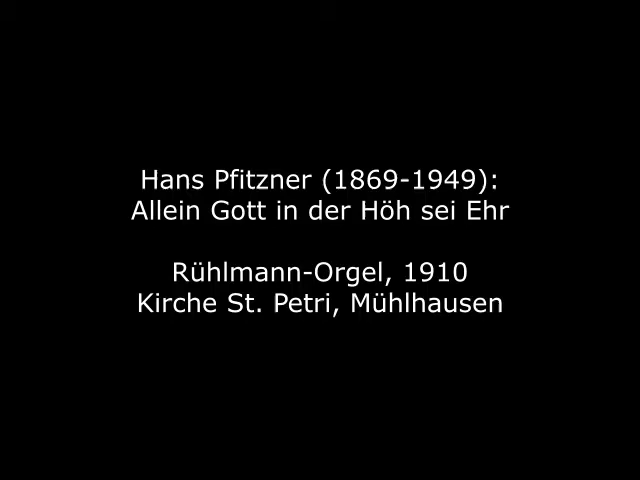 Hans Pfitzner (1869-1949):
Allein Gott in der Höh sei Ehr
Rühlmann-Orgel, 1910
Kirche St. Petri, Mühlhausen